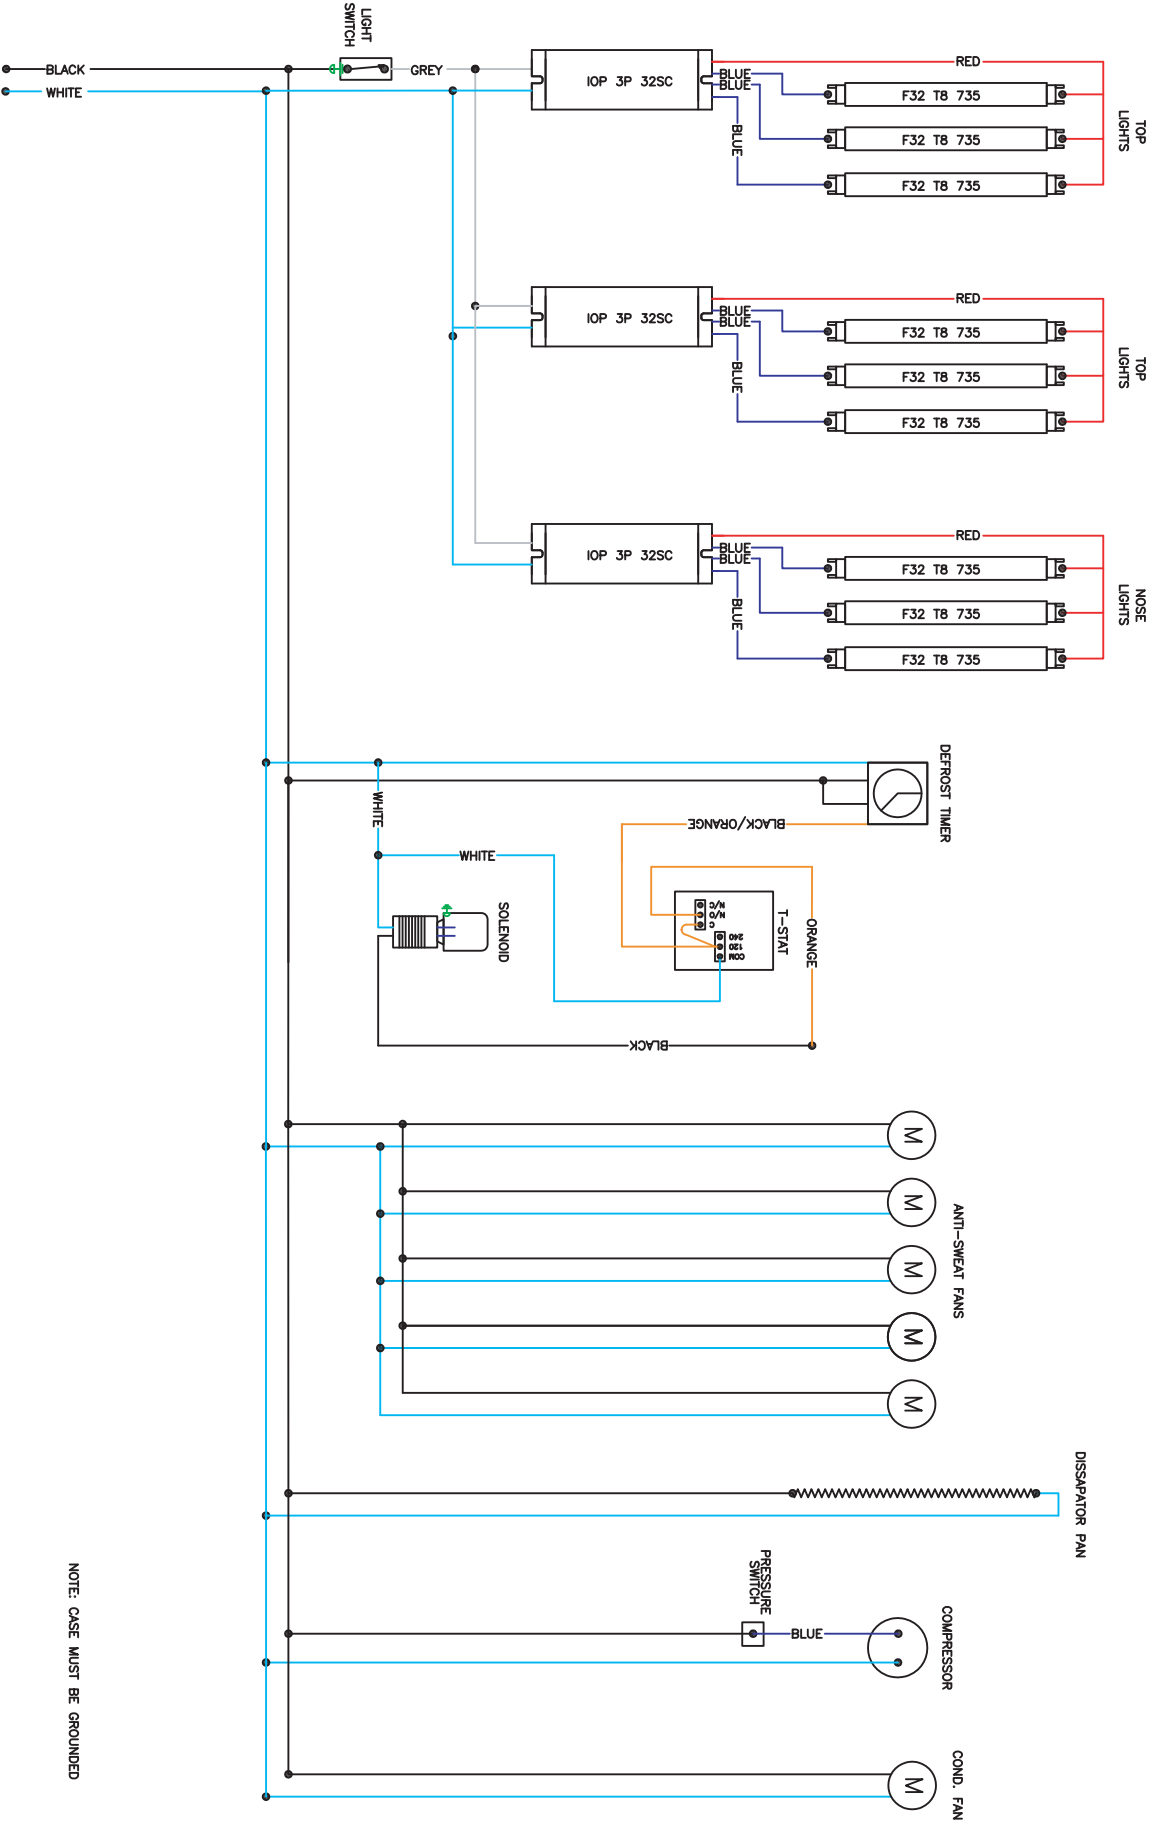 LIGHT
SWITCH
BLACK
WHITE
GREY
IOP 3P 32SC
RED
BLUE
BLUE
BLUE
F32 T8 735
F32 T8 735
F32 T8 735
TOP
LIGHTS
IOP 3P 32SC
RED
BLUE
BLUE
BLUE
F32 T8 735
F32 T8 735
F32 T8 735
TOP
LIGHTS
IOP 3P 32SC
RED
BLUE
BLUE
BLUE
F32 T8 735
F32 T8 735
F32 T8 735
NOSE
LIGHTS
DEFROST TIMER
WHITE
BLACK/ORANGE
WHITE
SOLENOID
N/C
N/O
C
240
120
COM
T-STAT
ORANGE
BLACK
M
M
M
M
M
ANTI-SWEAT FANS
DISSAPATOR PAN
PRESSURE
SWITCH
BLUE
COMPRESSOR
M
COND. FAN
NOTE: CASE MUST BE GROUNDED